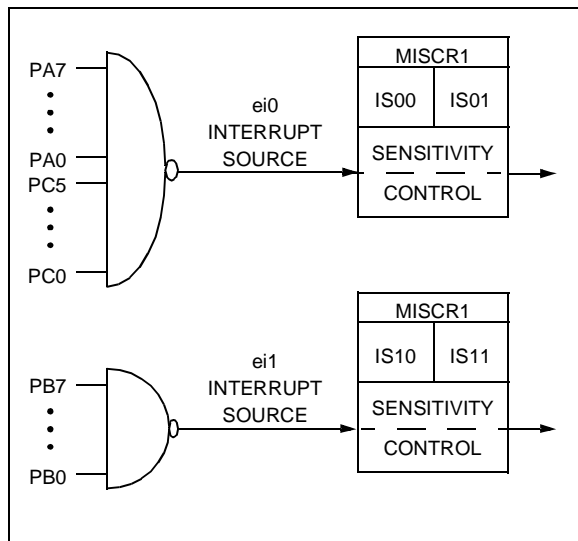 PA7
PA0
PC5
PC0
ei0
INTERRUPT
SOURCE
MISCR1
IS00 IS01
SENSITIVITY
CONTROL
PB7
PB0
ei1
INTERRUPT
SOURCE
MISCR1
IS10 IS11
SENSITIVITY
CONTROL